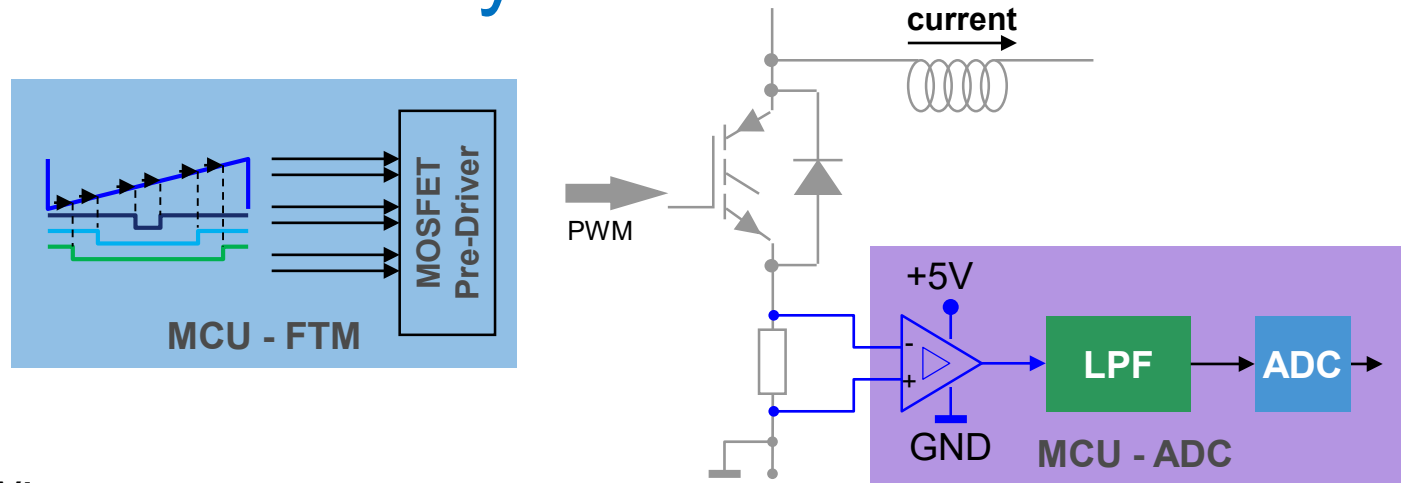 y
current
MOSFET
Pre-Driver
MCU - FTM
PWM
+5V
-
+
LPF
ADC
GND
MCU - ADC